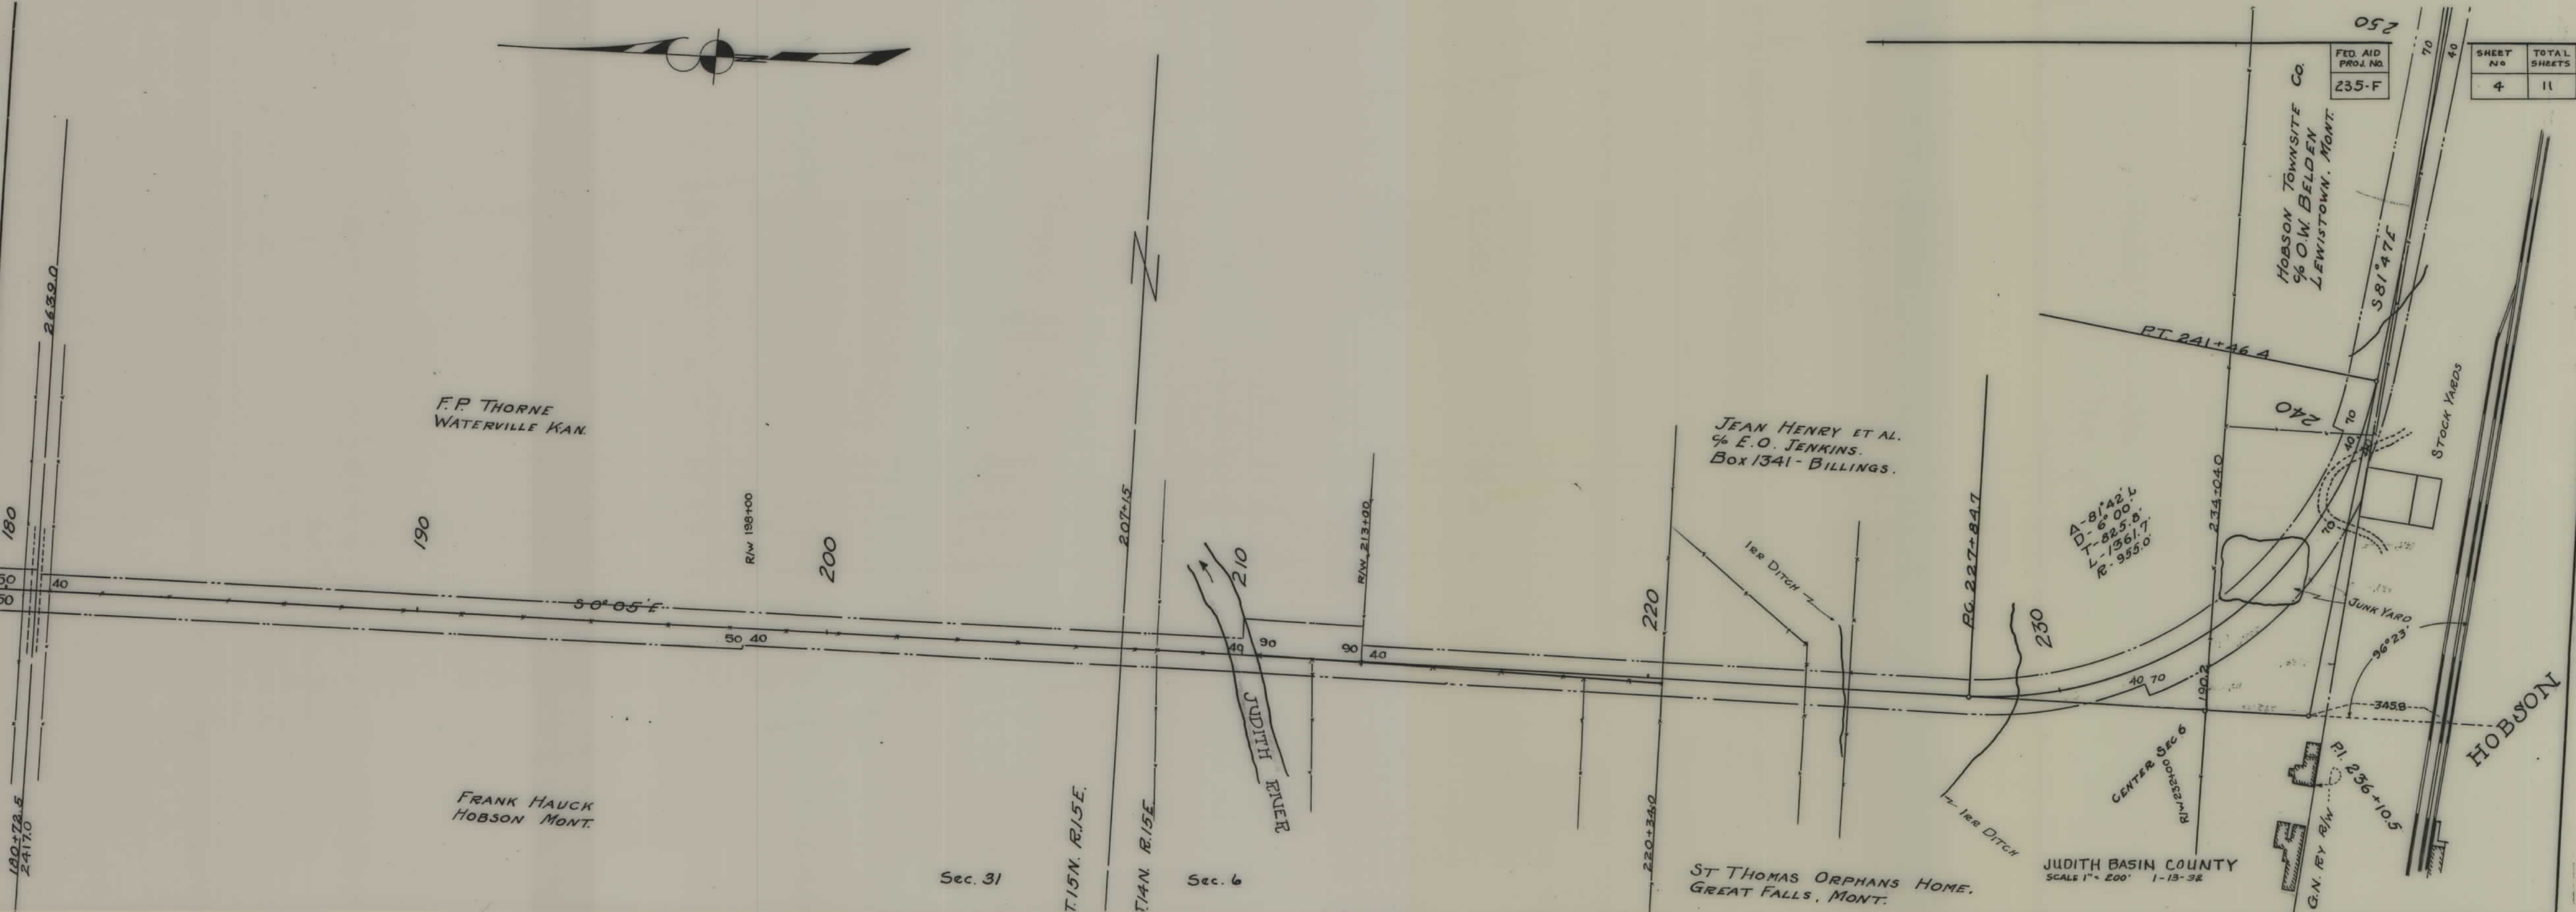 250
FED. AID
PROJ. NO.
235-F
SHEET
No
4
TOTAL
SHEETS
11
70
40
HOBSON TOWNSITE CO.
c/o O.W. BELDEN
LEWISTOWN. MONT.
S 81° 47' E
2639.0
F.P. THORNE
WATERVILLE KAN.
180
190
R/W 198+00
200
207+15
210
R/W 213+00
220
JEAN HENRY ET AL.
c/o E.O. JENKINS.
Box 1341 - BILLINGS.
IRR DITCH
P.C. 227+84.7
230
P.T. 241+46.4
240
STOCK YARDS
70
40
Δ - 81° 42' L
D - 6° 00'
T - 825.8'
L - 1361.7'
R - 955.0'
234+04.0
70
JUNK YARD
96° 23'
50
50
40
S 0° 05' E
50 40
40
90
90
40
40 70
190.2
345.8
HOBSON
JUDITH RIVER
CENTER SEC 6
R/W 232+00
P.I. 236+10.5
180+72.5
2417.0
FRANK HAUCK
HOBSON MONT.
Sec. 31
T.15N. R.15E.
T.14N. R.15E
Sec. 6
220+34.0
ST THOMAS ORPHANS HOME.
GREAT FALLS, MONT.
IRR DITCH
JUDITH BASIN COUNTY
SCALE 1" = 200' 1-13-32
G.N. RY R/W